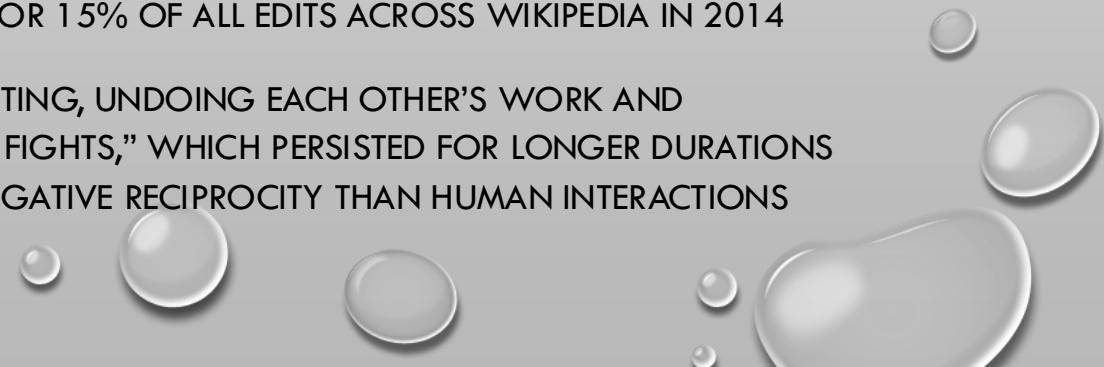 OR 15% OF ALL EDITS ACROSS WIKIPEDIA IN 2014
TING, UNDOING EACH OTHER’S WORK AND
FIGHTS,” WHICH PERSISTED FOR LONGER DURATIONS
GATIVE RECIPROCITY THAN HUMAN INTERACTIONS